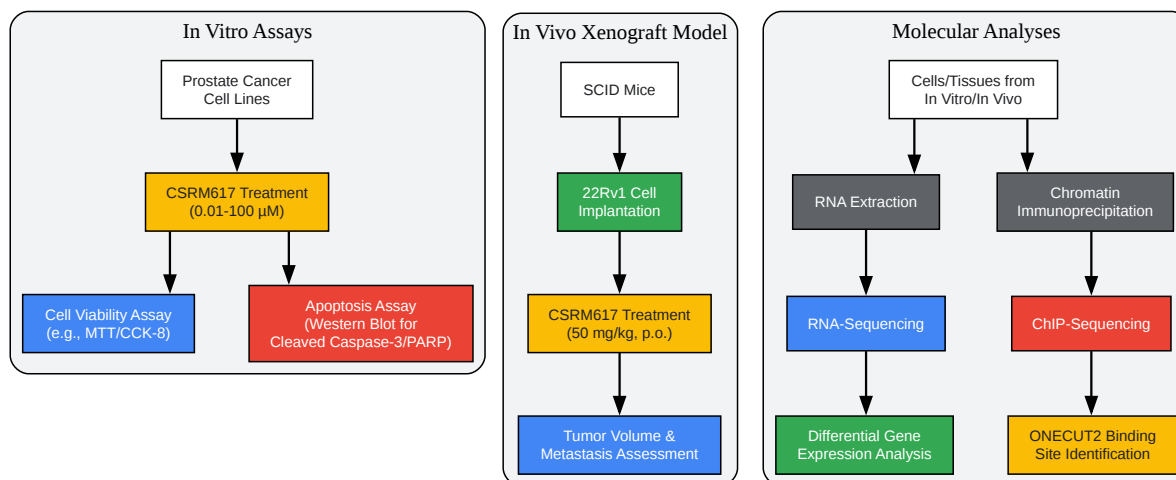 In Vitro Assays
Prostate Cancer
Cell Lines
CSRM617 Treatment
(0.01-100 µM)
Cell Viability Assay
(e.g., MTT/CCK-8)
Apoptosis Assay
(Western Blot for
Cleaved Caspase-3/PARP)
In Vivo Xenograft Model
SCID Mice
22Rv1 Cell
Implantation
CSRM617 Treatment
(50 mg/kg, p.o.)
Tumor Volume &
Metastasis Assessment
Molecular Analyses
Cells/Tissues from
In Vitro/In Vivo
RNA Extraction
RNA-Sequencing
Differential Gene
Expression Analysis
Chromatin
Immunoprecipitation
ChIP-Sequencing
ONECUT2 Binding
Site Identification